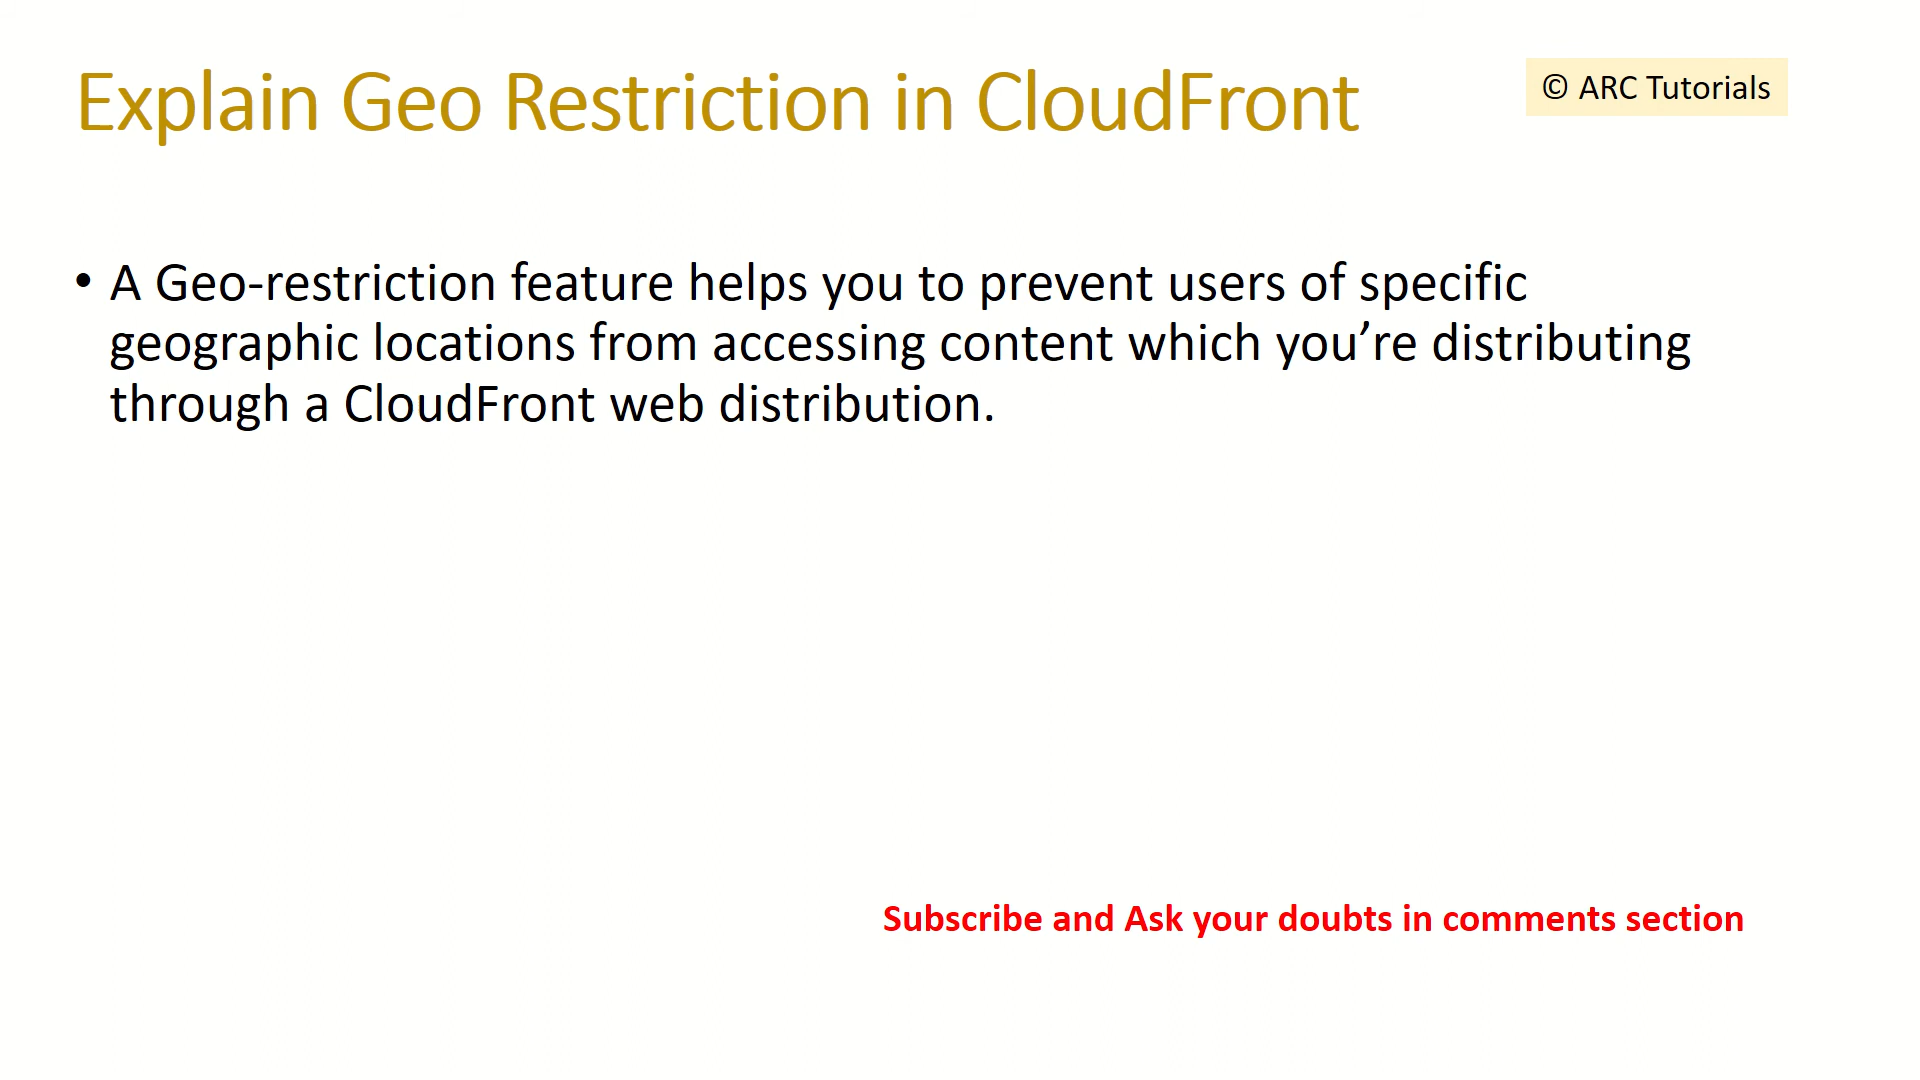 Explain Geo Restriction in CloudFront
© ARC Tutorials
• A Geo-restriction feature helps you to prevent users of specific
geographic locations from accessing content which you’re distributing
through a CloudFront web distribution.
Subscribe and Ask your doubts in comments section